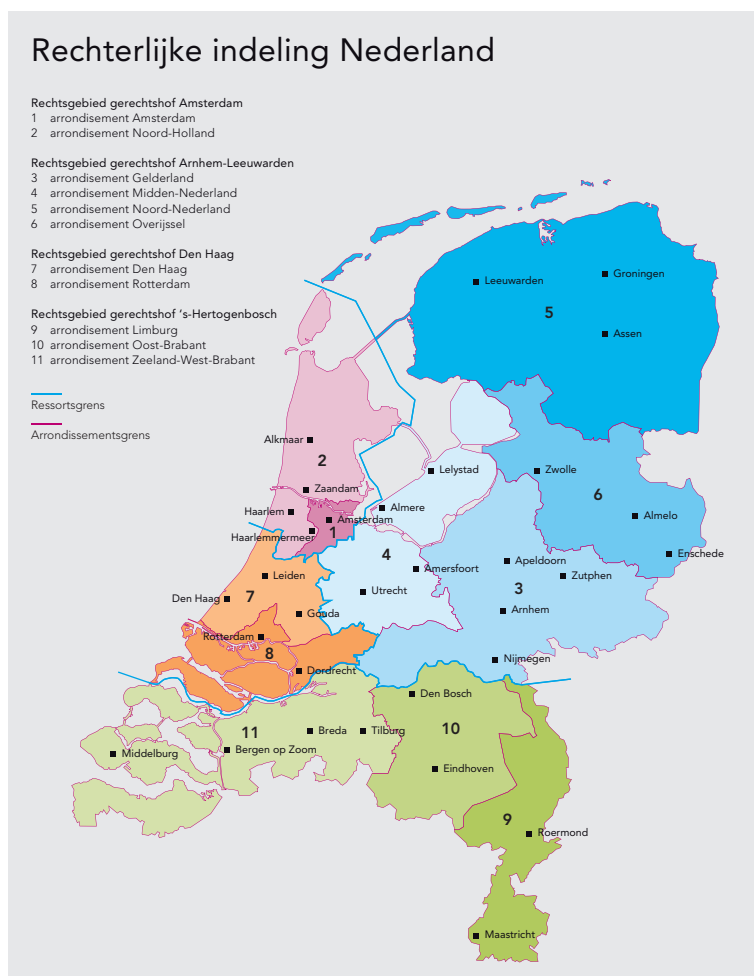 Rechterlijke indeling Nederland
Rechtsgebied gerechtshof Amsterdam
1 arrondisement Amsterdam
2 arrondisement Noord-Holland
Rechtsgebied gerechtshof Arnhem-Leeuwarden
3 arrondisement Gelderland
4 arrondisement Midden-Nederland
5 arrondisement Noord-Nederland
6 arrondisement Overijssel
Rechtsgebied gerechtshof Den Haag
7 arrondisement Den Haag
8 arrondisement Rotterdam
Rechtsgebied gerechtshof ‘s-Hertogenbosch
9 arrondisement Limburg
10 arrondisement Oost-Brabant
11 arrondisement Zeeland-West-Brabant
Ressortsgrens
Arrondissementsgrens
Leeuwarden
Groningen
5
Assen
Alkmaar
2
Lelystad
Zwolle
Zaandam
6
Haarlem
Almere
Amsterdam
Almelo
Haarlemmermeer
1
4
Enschede
Apeldoorn
Amersfoort
Leiden
Zutphen
3
Utrecht
Den Haag
7
Gouda
Arnhem
Rotterdam
8
Nijmegen
Dordrecht
Den Bosch
11
Breda
Tilburg
10
Bergen op Zoom
Middelburg
Eindhoven
9
Roermond
Maastricht